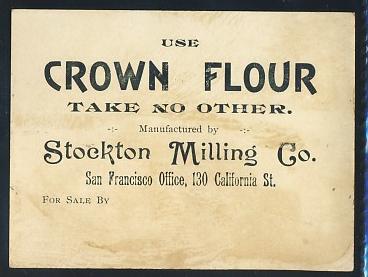 USE
CROWN FLOUR
TAKE NO OTHER.
-:- Manufactured by -:-
Stockton Milling Co.
San Francisco Office, 130 California St.
FOR SALE BY